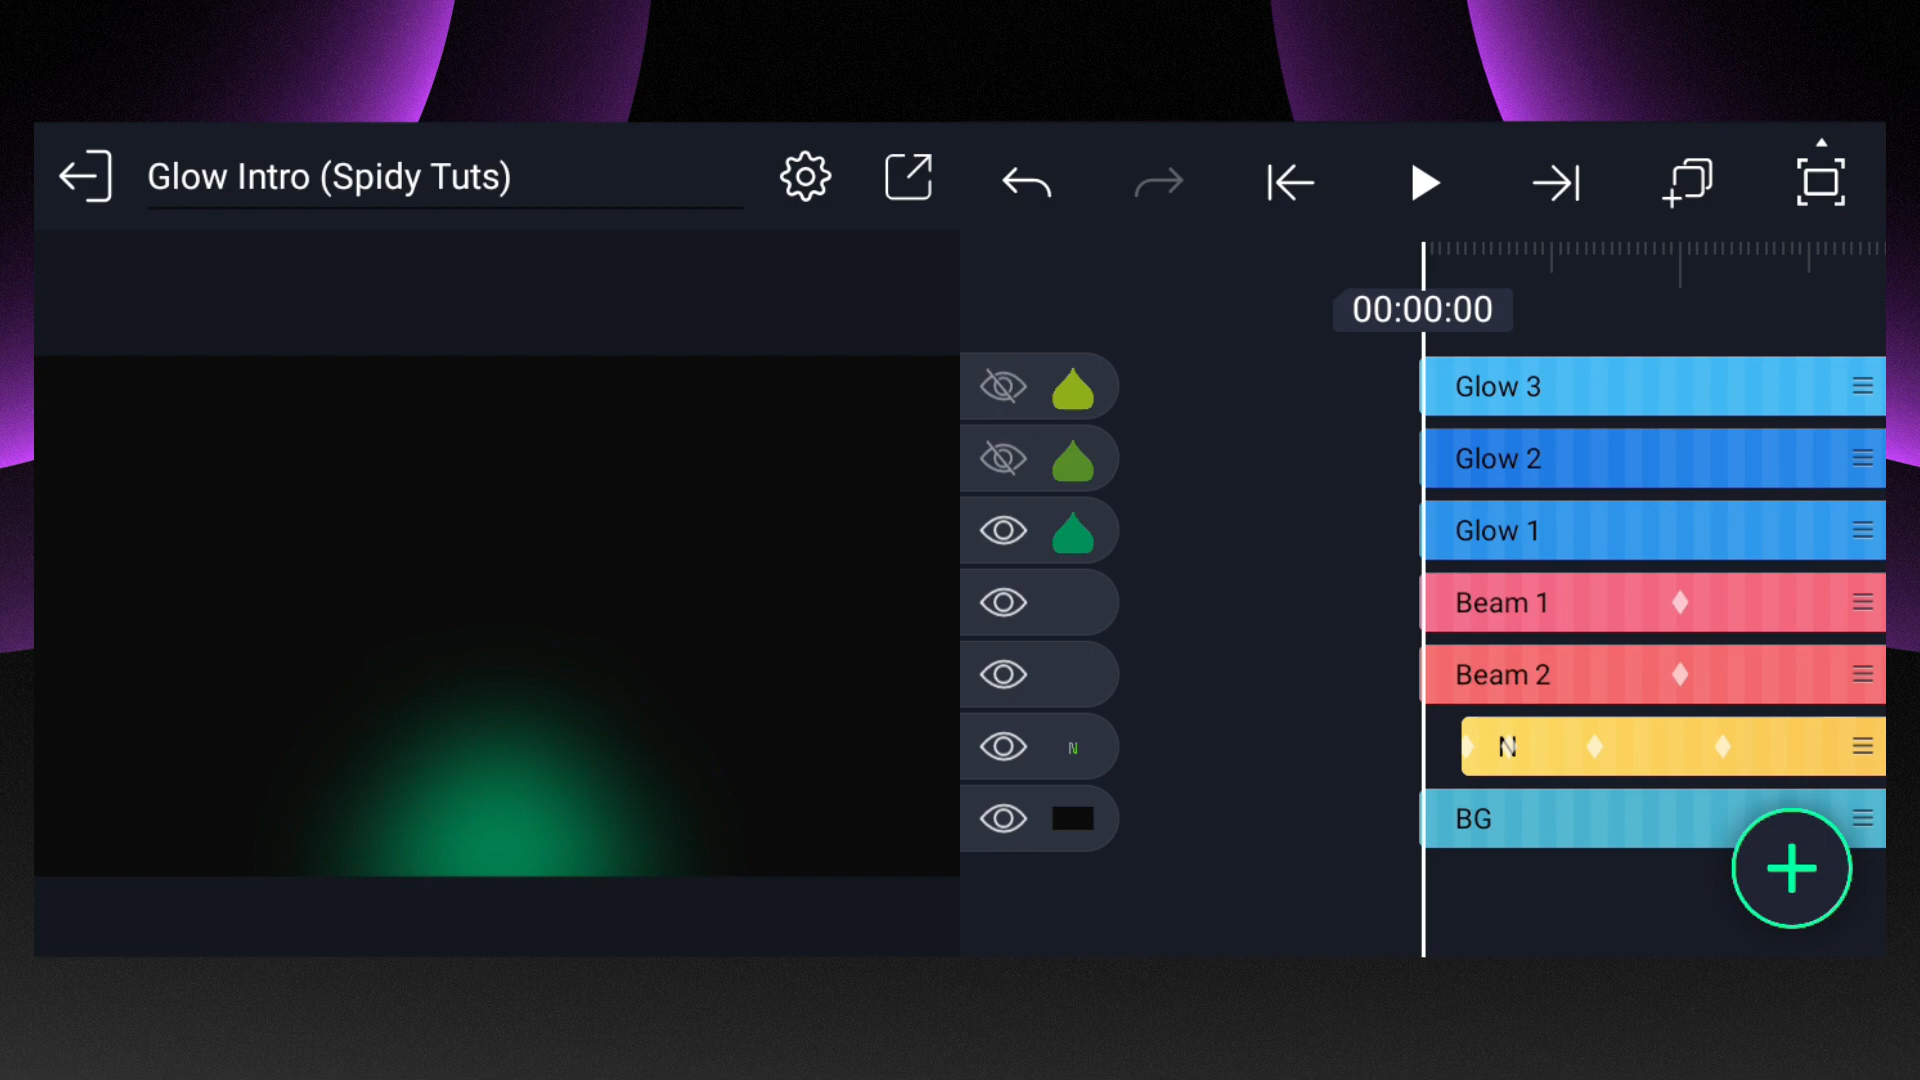 Glow Intro (Spidy Tuts)
00:00:00
Glow 3
Glow 2
Glow 1
Beam 1
Beam 2
N
N
BG